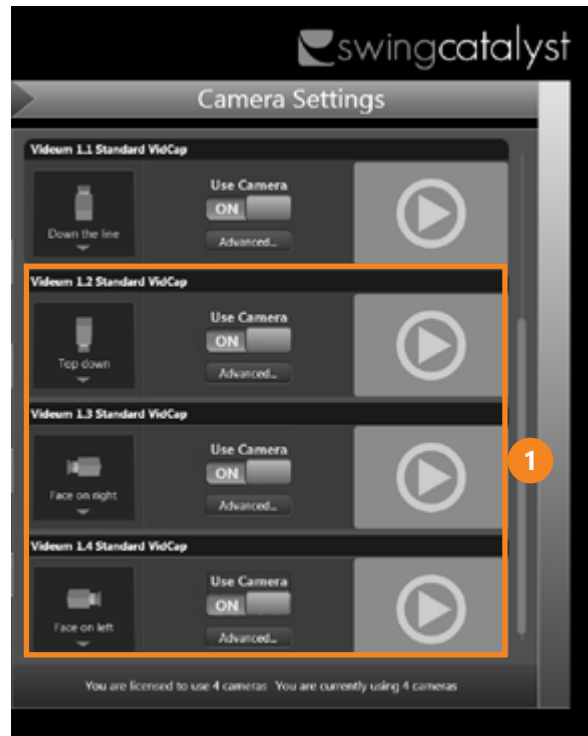 swingcatalyst
Camera Settings
Videum 1.1 Standard VidCap
Use Camera
ON
Down the line
Advanced...
Videum 1.2 Standard VidCap
Use Camera
ON
Top down
Advanced...
Videum 1.3 Standard VidCap
Use Camera
ON
Face on right
Advanced...
1
Videum 1.4 Standard VidCap
Use Camera
ON
Face on left
Advanced...
You are licensed to use 4 cameras You are currently using 4 cameras